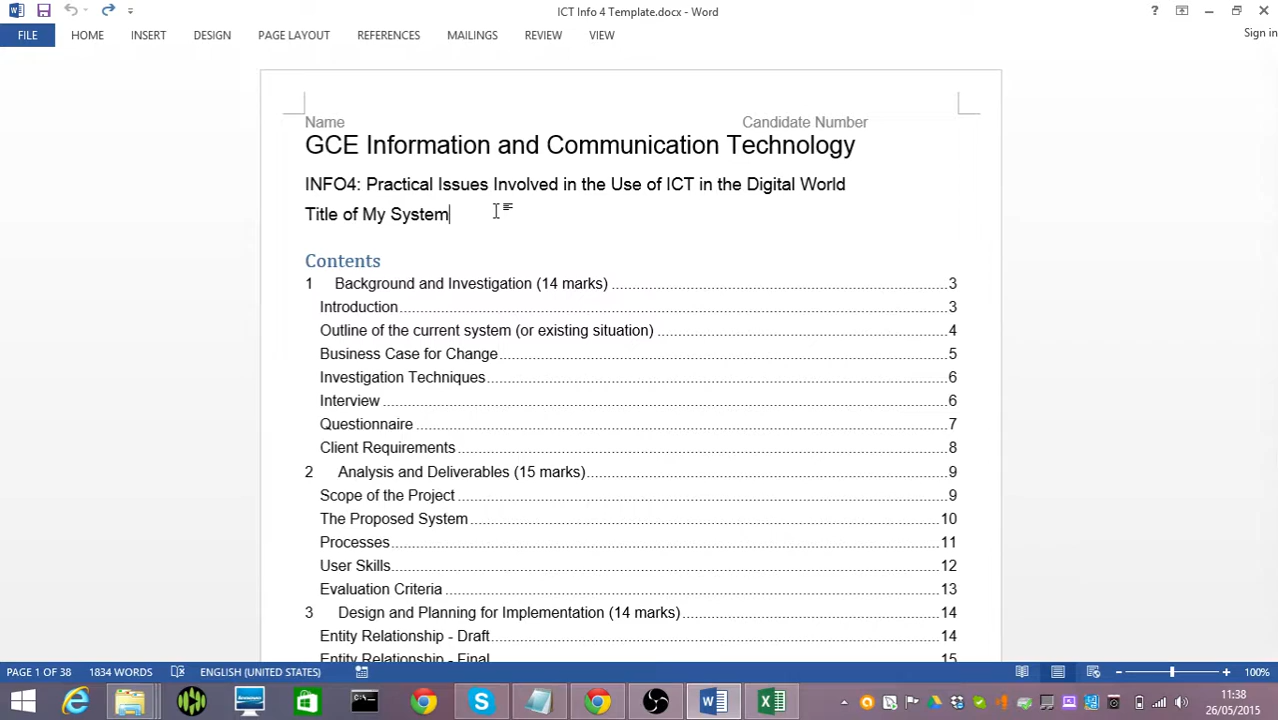 ICT Info 4 Template.docx - Word
?
FILE HOME INSERT DESIGN PAGE LAYOUT REFERENCES MAILINGS REVIEW VIEW Sign in
Name Candidate Number
GCE Information and Communication Technology
INFO4: Practical Issues Involved in the Use of ICT in the Digital World
Title of My System
Contents
1 Background and Investigation (14 marks) 3
Introduction 3
Outline of the current system (or existing situation) 4
Business Case for Change 5
Investigation Techniques 6
Interview 6
Questionnaire 7
Client Requirements 8
2 Analysis and Deliverables (15 marks) 9
Scope of the Project 9
The Proposed System 10
Processes 11
User Skills 12
Evaluation Criteria 13
3 Design and Planning for Implementation (14 marks) 14
Entity Relationship - Draft 14
Entity Relationship - Final 15
PAGE 1 OF 38 1834 WORDS ENGLISH (UNITED STATES) 100%
11:38
26/05/2015